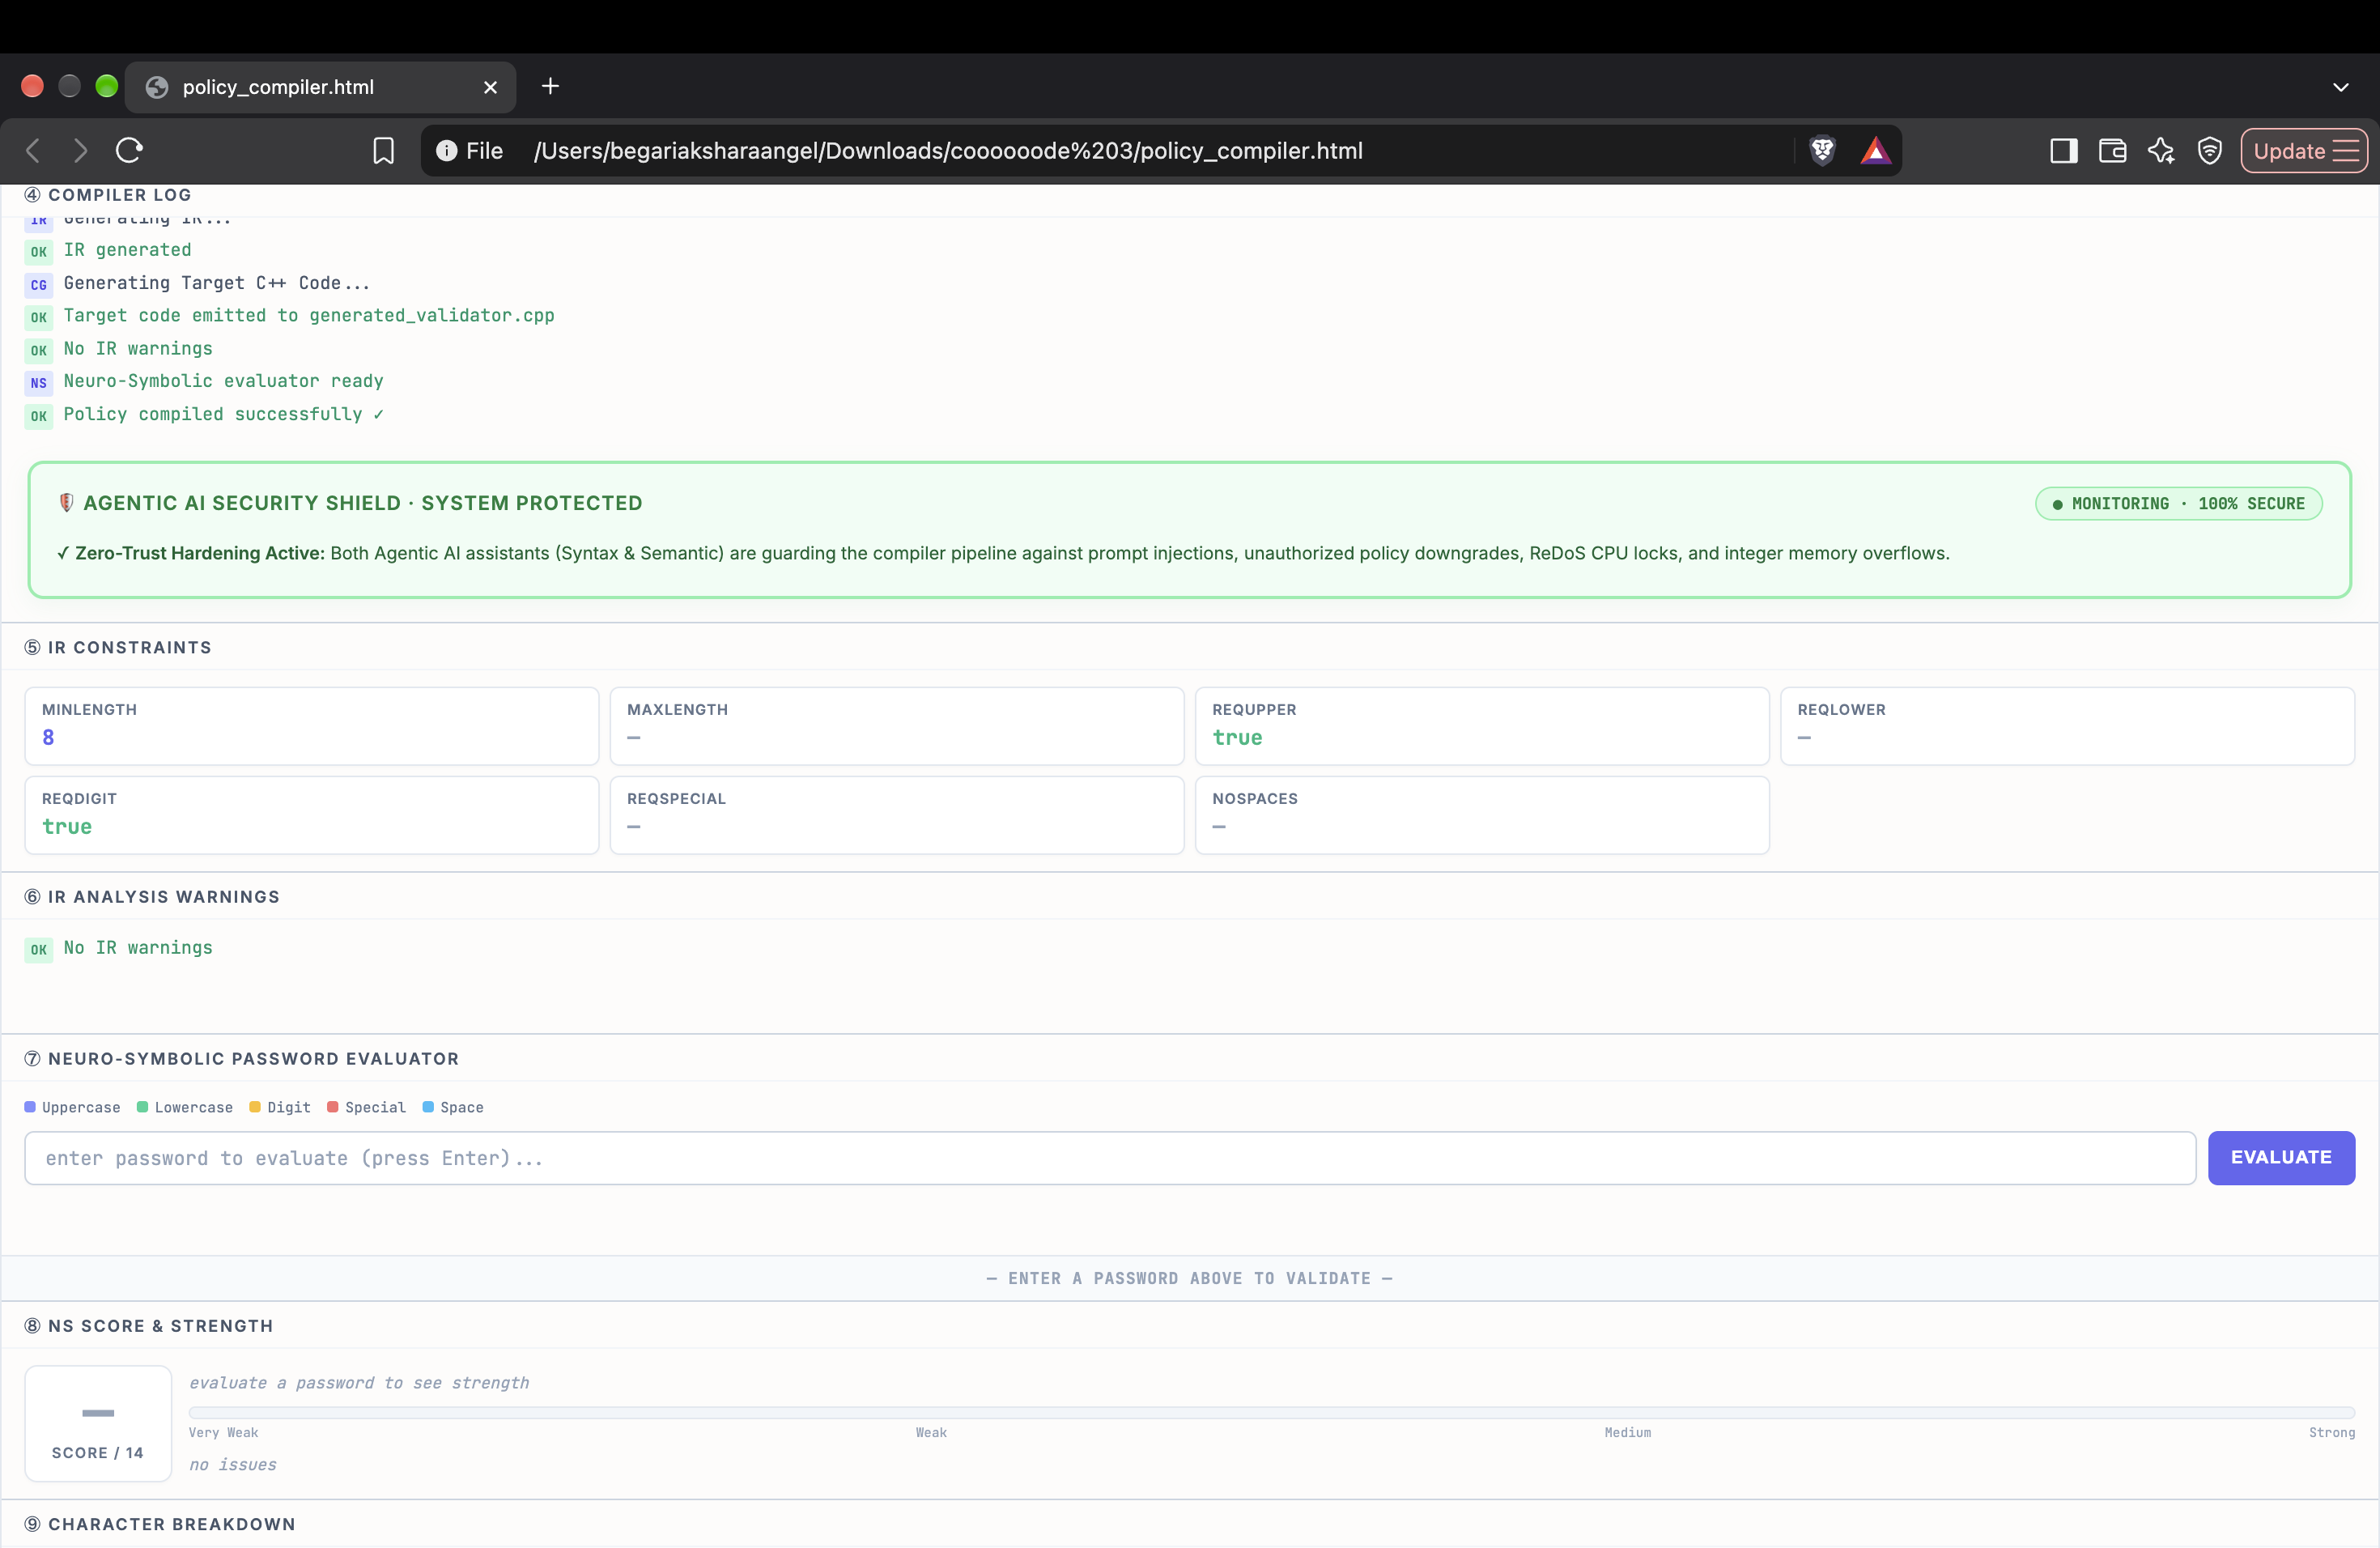 policy_compiler.html
File /Users/begariaksharaangel/Downloads/coooooode%203/policy_compiler.html
Update
④ COMPILER LOG
IR Generating IR...
OK IR generated
CG Generating Target C++ Code...
OK Target code emitted to generated_validator.cpp
OK No IR warnings
NS Neuro-Symbolic evaluator ready
OK Policy compiled successfully ✓
AGENTIC AI SECURITY SHIELD · SYSTEM PROTECTED
● MONITORING · 100% SECURE
✓ Zero-Trust Hardening Active: Both Agentic AI assistants (Syntax & Semantic) are guarding the compiler pipeline against prompt injections, unauthorized policy downgrades, ReDoS CPU locks, and integer memory overflows.
⑤ IR CONSTRAINTS
MINLENGTH MAXLENGTH REQUPPER REQLOWER
8 — true —
REQDIGIT REQSPECIAL NOSPACES
true — —
⑥ IR ANALYSIS WARNINGS
OK No IR warnings
⑦ NEURO-SYMBOLIC PASSWORD EVALUATOR
Uppercase Lowercase Digit Special Space
enter password to evaluate (press Enter)...
EVALUATE
— ENTER A PASSWORD ABOVE TO VALIDATE —
⑧ NS SCORE & STRENGTH
—
SCORE / 14
evaluate a password to see strength
Very Weak Weak Medium Strong
no issues
⑨ CHARACTER BREAKDOWN